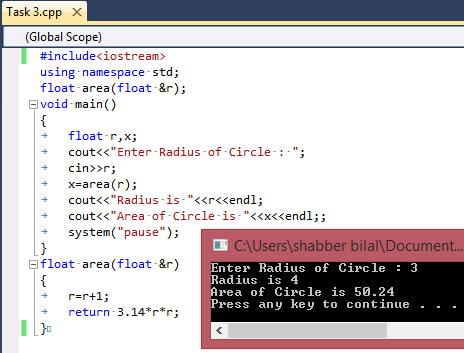 Task 3.cpp
(Global Scope)
#include<iostream>
using namespace std;
float area(float &r);
void main()
{
float r,x;
cout<<"Enter Radius of Circle : ";
cin>>r;
x=area(r);
cout<<"Radius is "<<r<<endl;
cout<<"Area of Circle is "<<x<<endl;;
system("pause");
}
float area(float &r)
{
r=r+1;
return 3.14*r*r;
}
C:\Users\shabber bilal\Document...
Enter Radius of Circle : 3
Radius is 4
Area of Circle is 50.24
Press any key to continue . . .